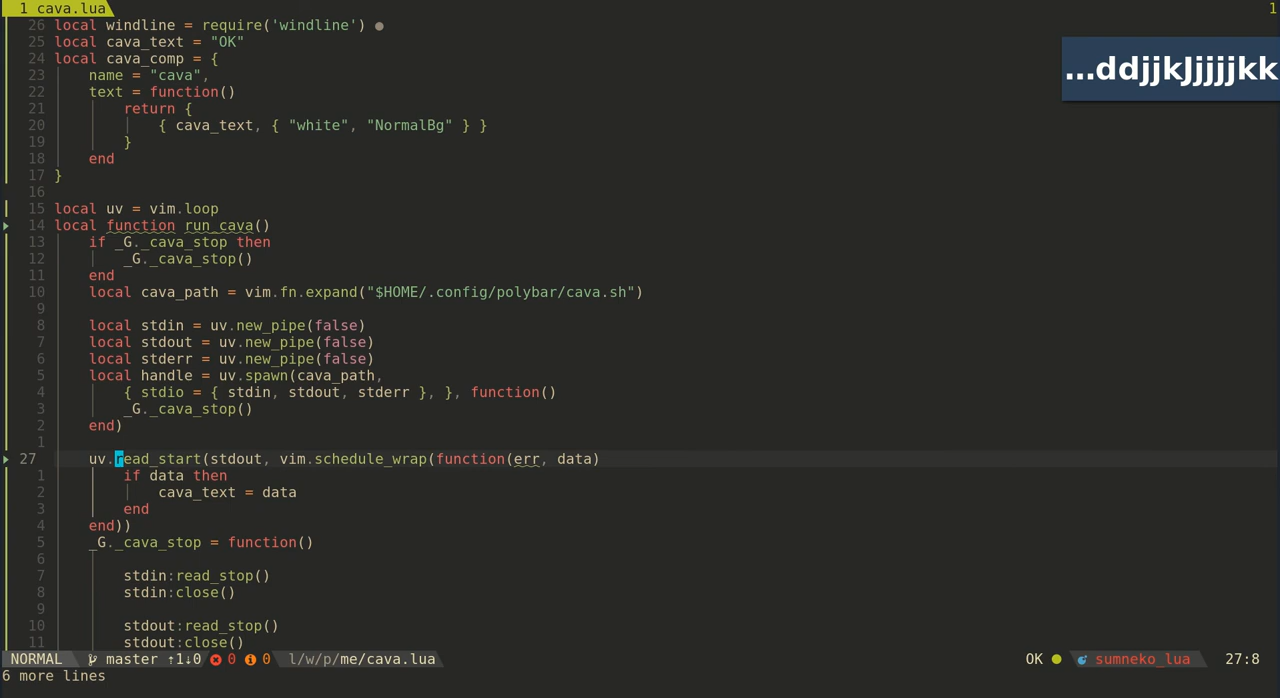 1 cava.lua 1
26 local windline = require('windline') ●
25 local cava_text = "OK"
24 local cava_comp = {
23     name = "cava",
22     text = function()
21         return {
20             { cava_text, { "white", "NormalBg" } }
19         }
18     end
17 }
16
15 local uv = vim.loop
14 local function run_cava()
13     if _G._cava_stop then
12         _G._cava_stop()
11     end
10     local cava_path = vim.fn.expand("$HOME/.config/polybar/cava.sh")
9
8     local stdin = uv.new_pipe(false)
7     local stdout = uv.new_pipe(false)
6     local stderr = uv.new_pipe(false)
5     local handle = uv.spawn(cava_path,
4         { stdio = { stdin, stdout, stderr }, }, function()
3         _G._cava_stop()
2     end)
1
27     uv.read_start(stdout, vim.schedule_wrap(function(err, data)
1         if data then
2             cava_text = data
3         end
4     end))
5     _G._cava_stop = function()
6
7         stdin:read_stop()
8         stdin:close()
9
10         stdout:read_stop()
11         stdout:close()
…ddjjkJjjjjkk
NORMAL master ↑1↓0 0 0 l/w/p/me/cava.lua OK sumneko_lua 27:8
6 more lines